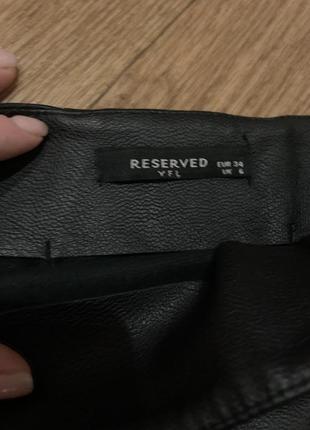 RESERVED EUR 34
YFL UK 6